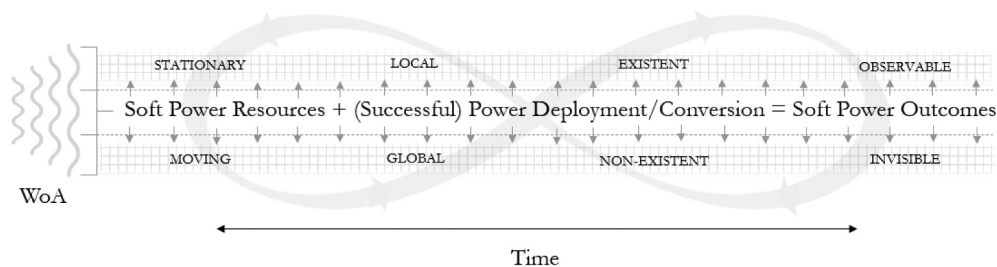 STATIONARY LOCAL EXISTENT OBSERVABLE
Soft Power Resources + (Successful) Power Deployment/Conversion = Soft Power Outcomes
MOVING GLOBAL NON-EXISTENT INVISIBLE
WoA
Time